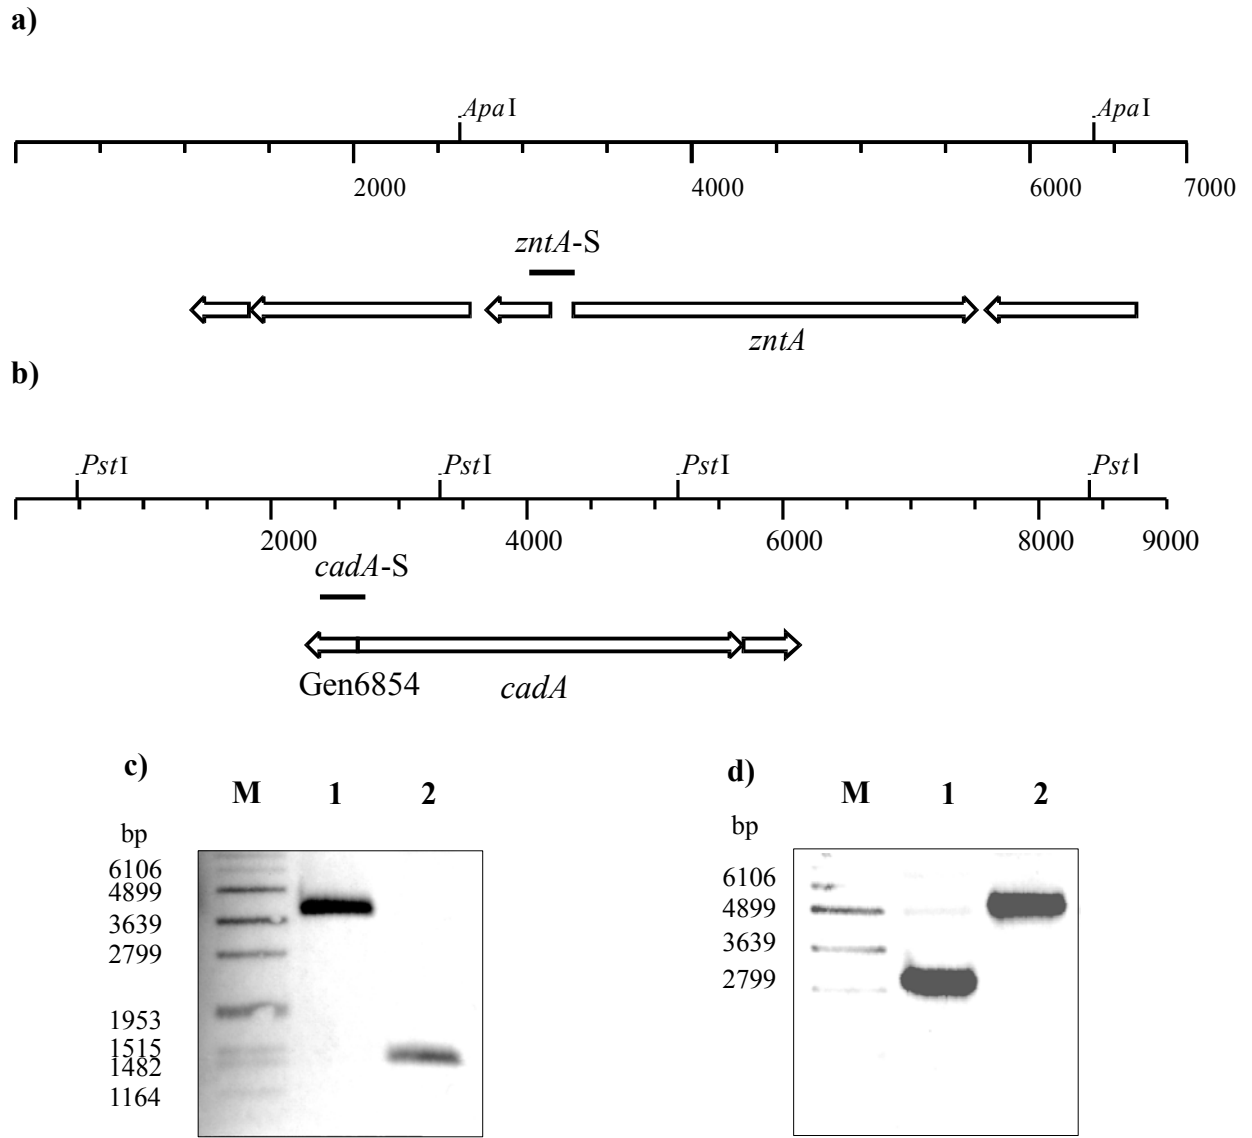 a)
ApaI ApaI
2000 4000 6000 7000
zntA-S
zntA
b)
PstI PstI PstI PstI
2000 4000 6000 8000 9000
cadA-S
Gen6854 cadA
c)
M 1 2
bp
6106
4899
3639
2799
1953
1515
1482
1164
d)
M 1 2
bp
6106
4899
3639
2799